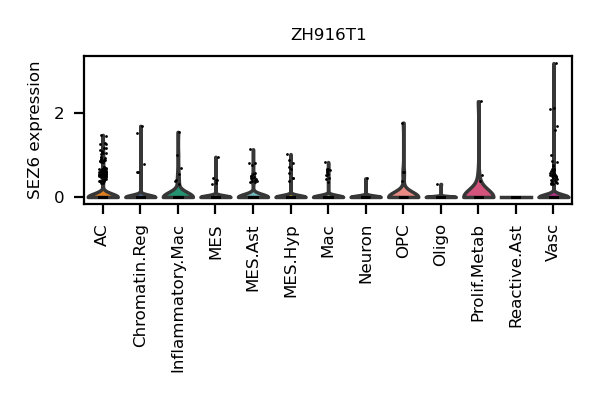 ZH916T1
SEZ6 expression
2
0
AC
Chromatin.Reg
Inflammatory.Mac
MES
MES.Ast
MES.Hyp
Mac
Neuron
OPC
Oligo
Prolif.Metab
Reactive.Ast
Vasc